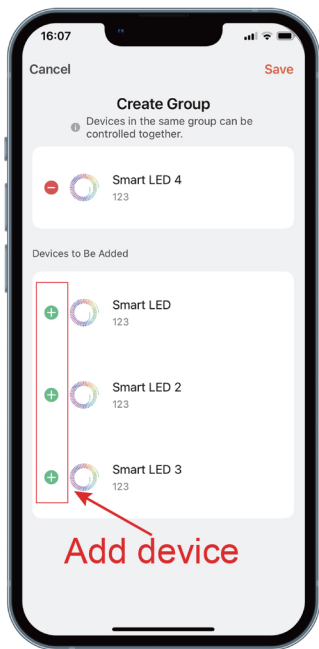 16:07
Cancel
Save
Create Group
Devices in the same group can be
controlled together.
Smart LED 4
123
Devices to Be Added
Smart LED
123
Smart LED 2
123
Smart LED 3
123
Add device